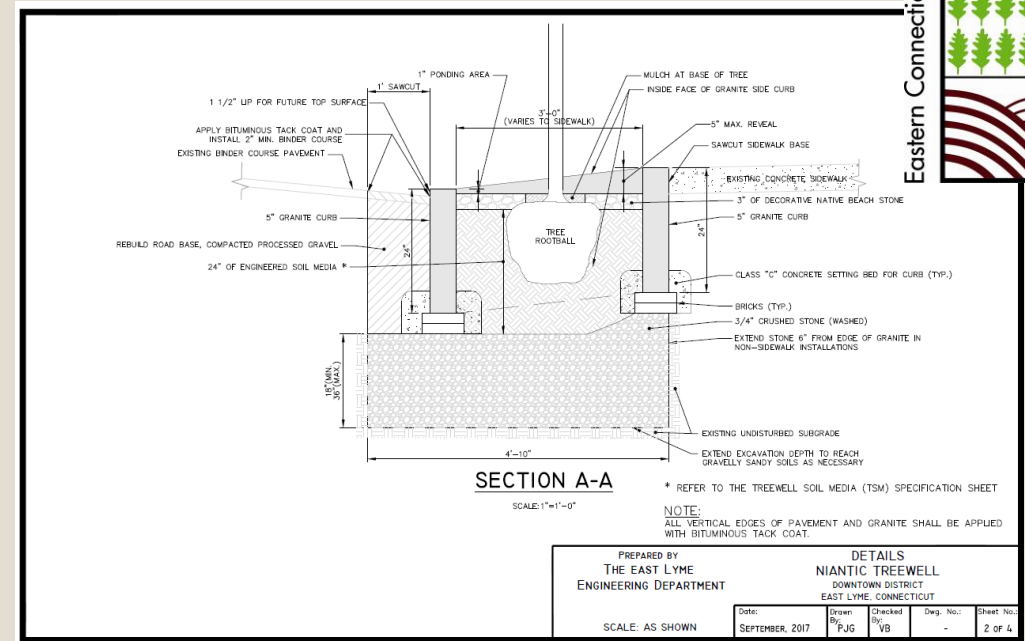 Eastern Connectic
1' SAWCUT
1" PONDING AREA
MULCH AT BASE OF TREE
INSIDE FACE OF GRANITE SIDE CURB
1 1/2" LIP FOR FUTURE TOP SURFACE
3'-0"
(VARIES TO SIDEWALK)
5" MAX. REVEAL
APPLY BITUMINOUS TACK COAT AND
INSTALL 2" MIN. BINDER COURSE
SAWCUT SIDEWALK BASE
EXISTING BINDER COURSE PAVEMENT
EXISTING CONCRETE SIDEWALK
3" OF DECORATIVE NATIVE BEACH STONE
5" GRANITE CURB
5" GRANITE CURB
TREE
ROOTBALL
24"
24"
REBUILD ROAD BASE, COMPACTED PROCESSED GRAVEL
24" OF ENGINEERED SOIL MEDIA *
CLASS "C" CONCRETE SETTING BED FOR CURB (TYP.)
BRICKS (TYP.)
3/4" CRUSHED STONE (WASHED)
EXTEND STONE 6" FROM EDGE OF GRANITE IN
NON-SIDEWALK INSTALLATIONS
18"(MIN.
36"(MAX.)
EXISTING UNDISTURBED SUBGRADE
EXTEND EXCAVATION DEPTH TO REACH
GRAVELLY SANDY SOILS AS NECESSARY
4'-10"
SECTION A-A
SCALE: 1"=1'-0"
* REFER TO THE TREEWELL SOIL MEDIA (TSM) SPECIFICATION SHEET
NOTE:
ALL VERTICAL EDGES OF PAVEMENT AND GRANITE SHALL BE APPLIED
WITH BITUMINOUS TACK COAT.
PREPARED BY
THE EAST LYME
ENGINEERING DEPARTMENT
SCALE: AS SHOWN
DETAILS
NIANTIC TREEWELL
DOWNTOWN DISTRICT
EAST LYME, CONNECTICUT
Date:
SEPTEMBER, 2017
Drawn By:
PJG
Checked By:
VB
Dwg. No.:
-
Sheet No.:
2 OF 4